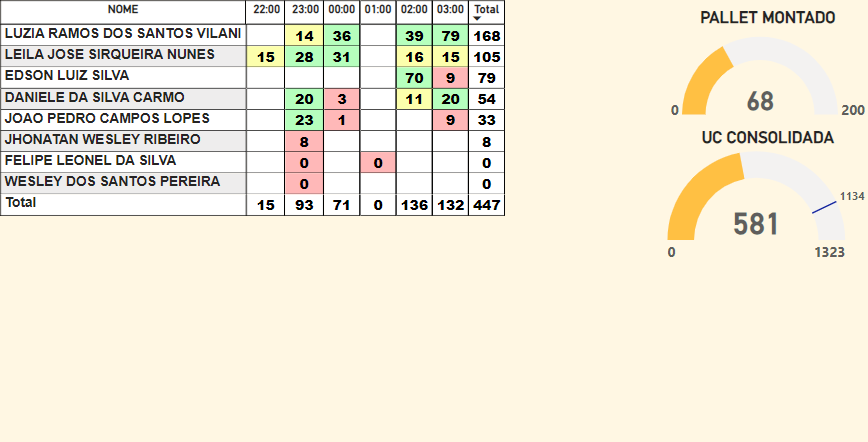 NOME 22:00 23:00 00:00 01:00 02:00 03:00 Total
LUZIA RAMOS DOS SANTOS VILANI 14 36 39 79 168
LEILA JOSE SIRQUEIRA NUNES 15 28 31 16 15 105
EDSON LUIZ SILVA 70 9 79
DANIELE DA SILVA CARMO 20 3 11 20 54
JOAO PEDRO CAMPOS LOPES 23 1 9 33
JHONATAN WESLEY RIBEIRO 8 8
FELIPE LEONEL DA SILVA 0 0 0
WESLEY DOS SANTOS PEREIRA 0 0
Total 15 93 71 0 136 132 447
PALLET MONTADO
68
0 200
UC CONSOLIDADA
1134
581
0 1323